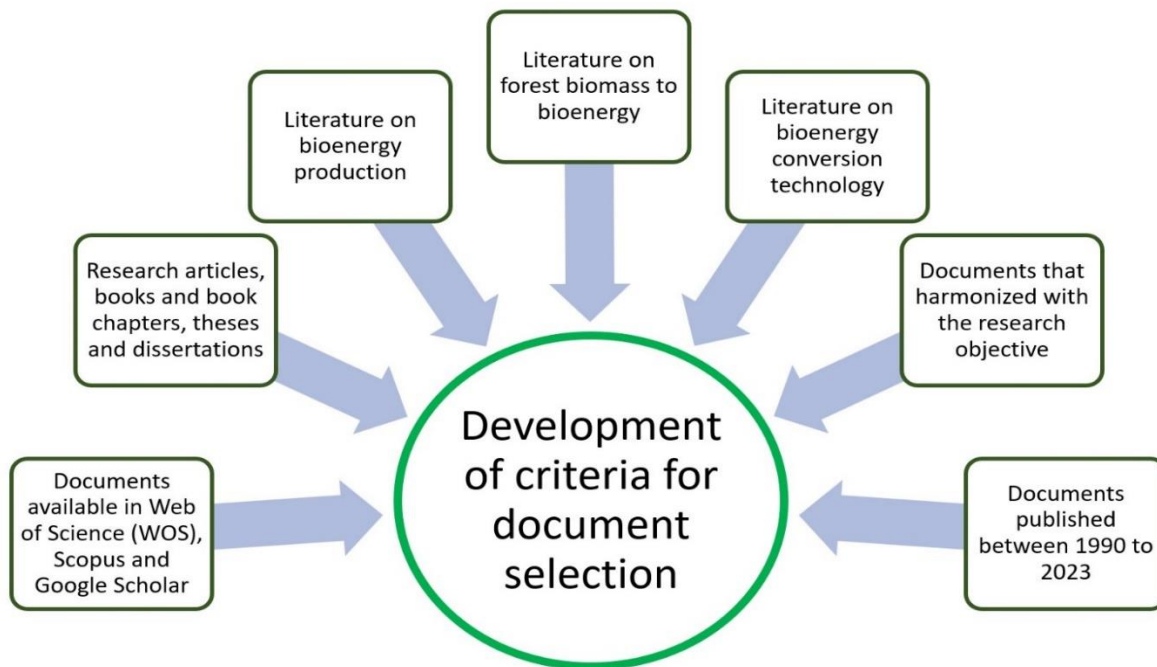 Literature on
forest biomass to
bioenergy
Literature on
bioenergy
production
Literature on
bioenergy
conversion
technology
Research articles,
books and book
chapters, theses
and dissertations
Documents that
harmonized with
the research
objective
Documents
available in Web
of Science (WOS),
Scopus and
Google Scholar
Development
of criteria for
document
selection
Documents
published
between 1990 to
2023